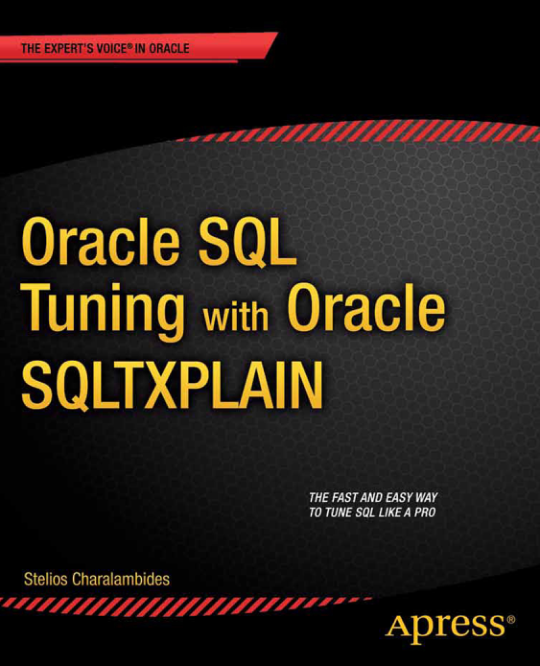 THE EXPERT'S VOICE® IN ORACLE
Oracle SQL
Tuning with Oracle
SQLTXPLAIN
THE FAST AND EASY WAY
TO TUNE SQL LIKE A PRO
Stelios Charalambides
Apress®